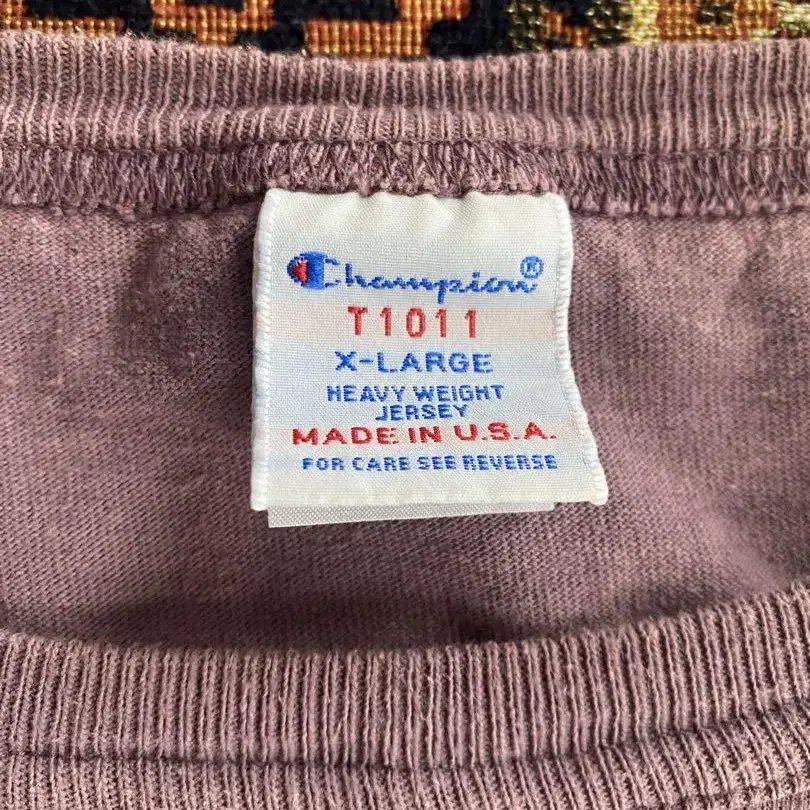 Champion®
T1011
X-LARGE
HEAVY WEIGHT
JERSEY
MADE IN U.S.A.
FOR CARE SEE REVERSE